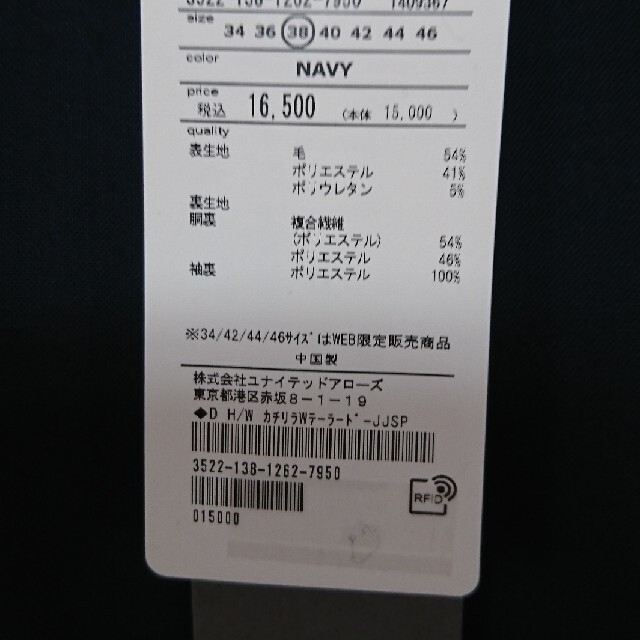 3522-138-1262-7950 1409367
size
34 36 38 40 42 44 46
color
NAVY
price
税込 16,500 (本体 15,000 )
quality
表生地 毛 54%
ポリエステル 41%
ポリウレタン 5%
裏生地
胴裏 複合繊維
(ポリエステル) 54%
ポリエステル 46%
袖裏 ポリエステル 100%
※34/42/44/46ｻｲｽﾞはWEB限定販売商品
中国製
株式会社ユナイテッドアローズ
東京都港区赤坂8-1-19
◆D H/W ｶﾁﾘﾗWﾃｰﾗｰﾄﾞ-JJSP
3522-138-1262-7950
RFID
015000